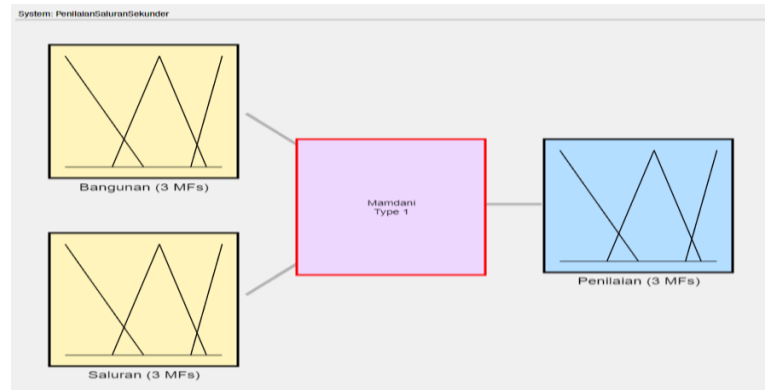 System: PenilaianSaluranSekunder
Bangunan (3 MFs)
Mamdani
Type 1
Penilaian (3 MFs)
Saluran (3 MFs)